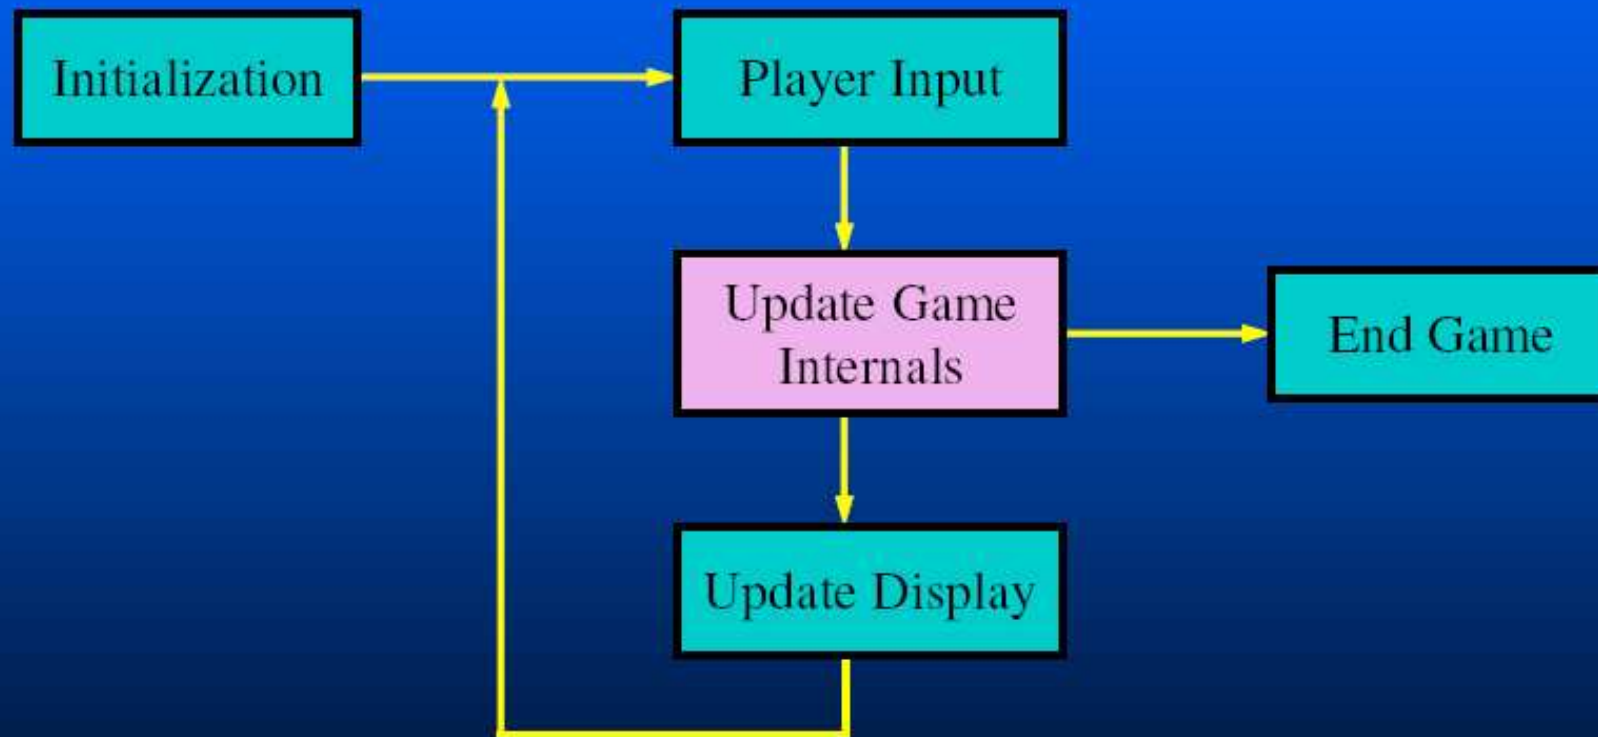 Initialization
Player Input
Update Game
Internals
End Game
Update Display